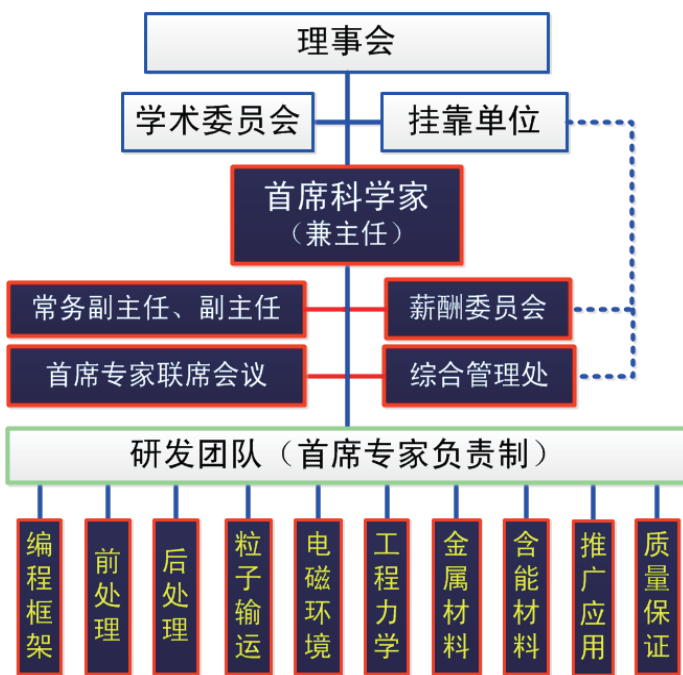 理事会
学术委员会
挂靠单位
首席科学家
（兼主任）
常务副主任、副主任
薪酬委员会
首席专家联席会议
综合管理处
研发团队（首席专家负责制）
编程框架
前处理
后处理
粒子输运
电磁环境
工程力学
金属材料
含能材料
推广应用
质量保证